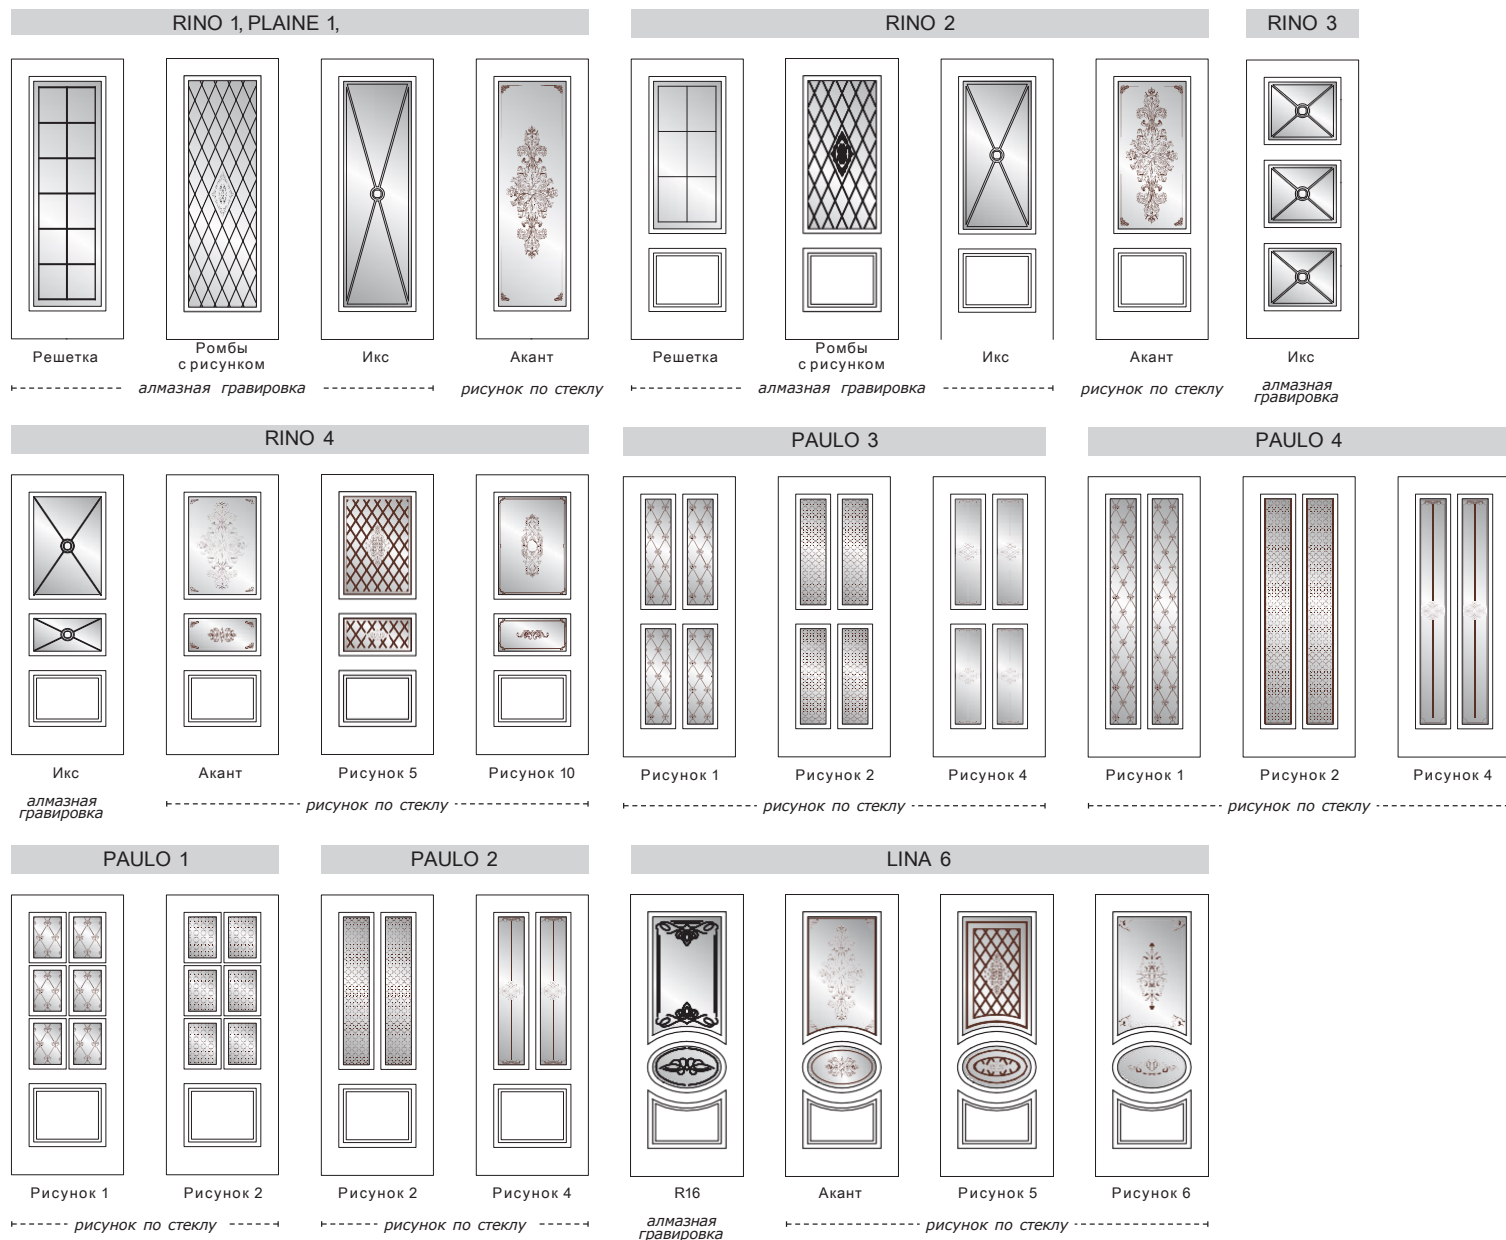 RINO 1, PLAINE 1,
RINO 2
RINO 3
Решетка
Ромбы
с рисунком
Икс
Акант
Решетка
Ромбы
с рисунком
Икс
Акант
Икс
алмазная гравировка
рисунок по стеклу
алмазная гравировка
рисунок по стеклу
алмазная
гравировка
RINO 4
PAULO 3
PAULO 4
Икс
Акант
Рисунок 5
Рисунок 10
Рисунок 1
Рисунок 2
Рисунок 4
Рисунок 1
Рисунок 2
Рисунок 4
алмазная
гравировка
рисунок по стеклу
рисунок по стеклу
рисунок по стеклу
PAULO 1
PAULO 2
LINA 6
Рисунок 1
Рисунок 2
Рисунок 2
Рисунок 4
R16
Акант
Рисунок 5
Рисунок 6
рисунок по стеклу
рисунок по стеклу
алмазная
гравировка
рисунок по стеклу